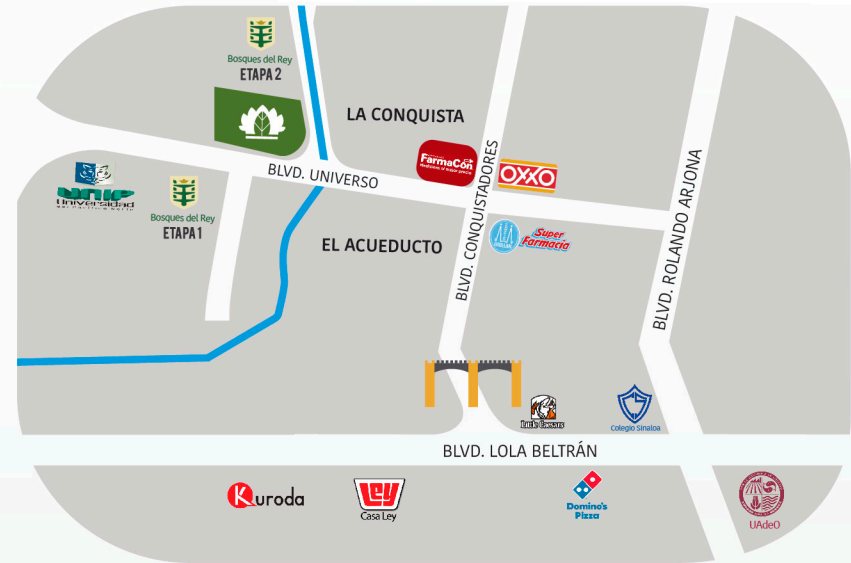 Bosques del Rey
ETAPA 2
LA CONQUISTA
FarmaCon
BLVD. UNIVERSO
OXXO
UNIP
Universidad
Bosques del Rey
ETAPA 1
EL ACUEDUCTO
BLVD. CONQUISTADORES
Super
Farmacia
BLVD. ROLANDO ARJONA
Little Caesars
Colegio Sinaloa
BLVD. LOLA BELTRÁN
Kuroda
LEY
Casa Ley
Domino's
Pizza
UAdeO